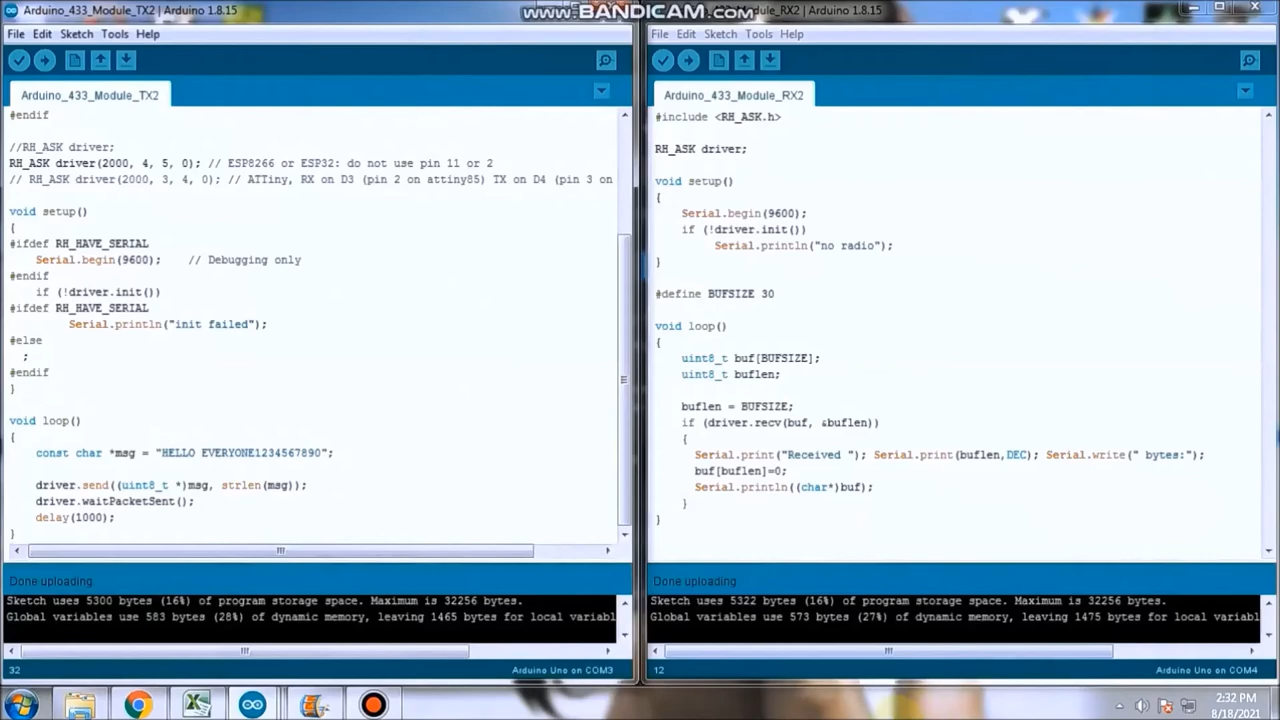 Arduino_433_Module_TX2 | Arduino 1.8.15
File Edit Sketch Tools Help
Arduino_433_Module_TX2
#endif
//RH_ASK driver;
RH_ASK driver(2000, 4, 5, 0); // ESP8266 or ESP32: do not use pin 11 or 2
// RH_ASK driver(2000, 3, 4, 0); // ATTiny, RX on D3 (pin 2 on attiny85) TX on D4 (pin 3 on
void setup()
{
#ifdef RH_HAVE_SERIAL
Serial.begin(9600); // Debugging only
#endif
if (!driver.init())
#ifdef RH_HAVE_SERIAL
Serial.println("init failed");
#else
;
#endif
}
void loop()
{
const char *msg = "HELLO EVERYONE1234567890";
driver.send((uint8_t *)msg, strlen(msg));
driver.waitPacketSent();
delay(1000);
}
Done uploading.
Sketch uses 5300 bytes (16%) of program storage space. Maximum is 32256 bytes.
Global variables use 583 bytes (28%) of dynamic memory, leaving 1465 bytes for local variabl
32 Arduino Uno on COM3
www.BANDICAM.com
_Module_RX2 | Arduino 1.8.15
File Edit Sketch Tools Help
Arduino_433_Module_RX2
#include <RH_ASK.h>
RH_ASK driver;
void setup()
{
Serial.begin(9600);
if (!driver.init())
Serial.println("no radio");
}
#define BUFSIZE 30
void loop()
{
uint8_t buf[BUFSIZE];
uint8_t buflen;
buflen = BUFSIZE;
if (driver.recv(buf, &buflen))
{
Serial.print("Received "); Serial.print(buflen,DEC); Serial.write(" bytes:");
buf[buflen]=0;
Serial.println((char*)buf);
}
}
Done uploading.
Sketch uses 5322 bytes (16%) of program storage space. Maximum is 32256 bytes.
Global variables use 573 bytes (27%) of dynamic memory, leaving 1475 bytes for local variabl
12 Arduino Uno on COM4
2:32 PM
8/18/2021